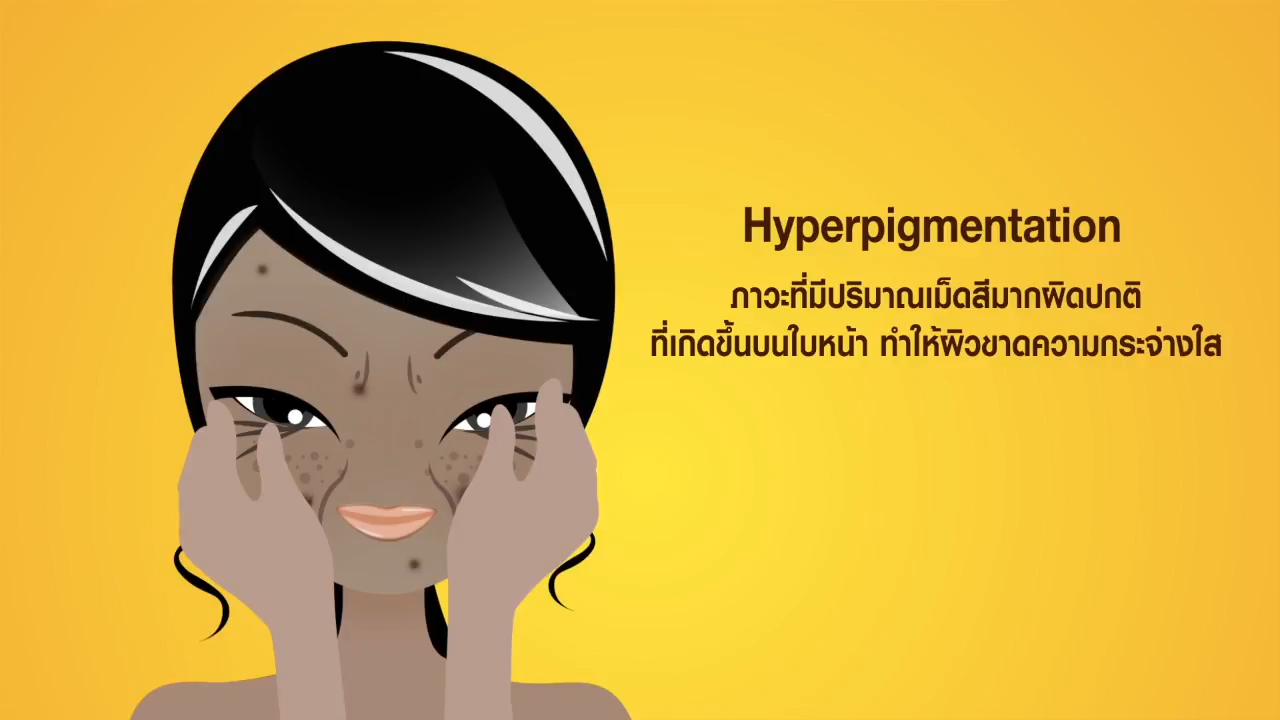 Hyperpigmentation
ภาวะที่มีปริมาณเม็ดสีมากผิดปกติ
ที่เกิดขึ้นบนใบหน้า ทำให้ผิวขาดความกระจ่างใส